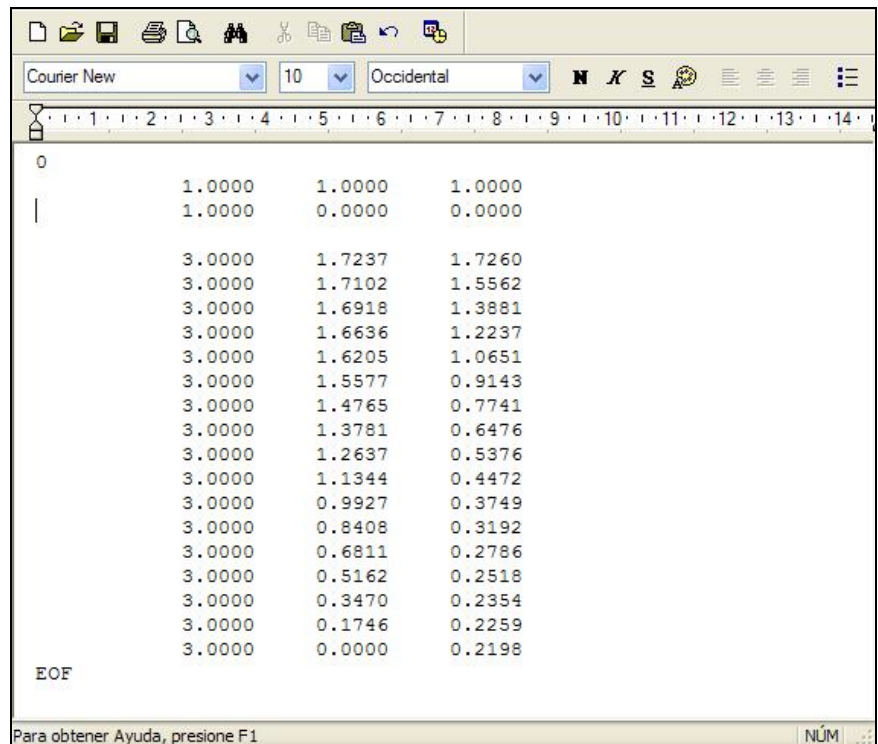 Courier New 10 Occidental N K S
1 2 3 4 5 6 7 8 9 10 11 12 13 14
0
1.0000 1.0000 1.0000
1.0000 0.0000 0.0000
3.0000 1.7237 1.7260
3.0000 1.7102 1.5562
3.0000 1.6918 1.3881
3.0000 1.6636 1.2237
3.0000 1.6205 1.0651
3.0000 1.5577 0.9143
3.0000 1.4765 0.7741
3.0000 1.3781 0.6476
3.0000 1.2637 0.5376
3.0000 1.1344 0.4472
3.0000 0.9927 0.3749
3.0000 0.8408 0.3192
3.0000 0.6811 0.2786
3.0000 0.5162 0.2518
3.0000 0.3470 0.2354
3.0000 0.1746 0.2259
3.0000 0.0000 0.2198
EOF
Para obtener Ayuda, presione F1 NÚM